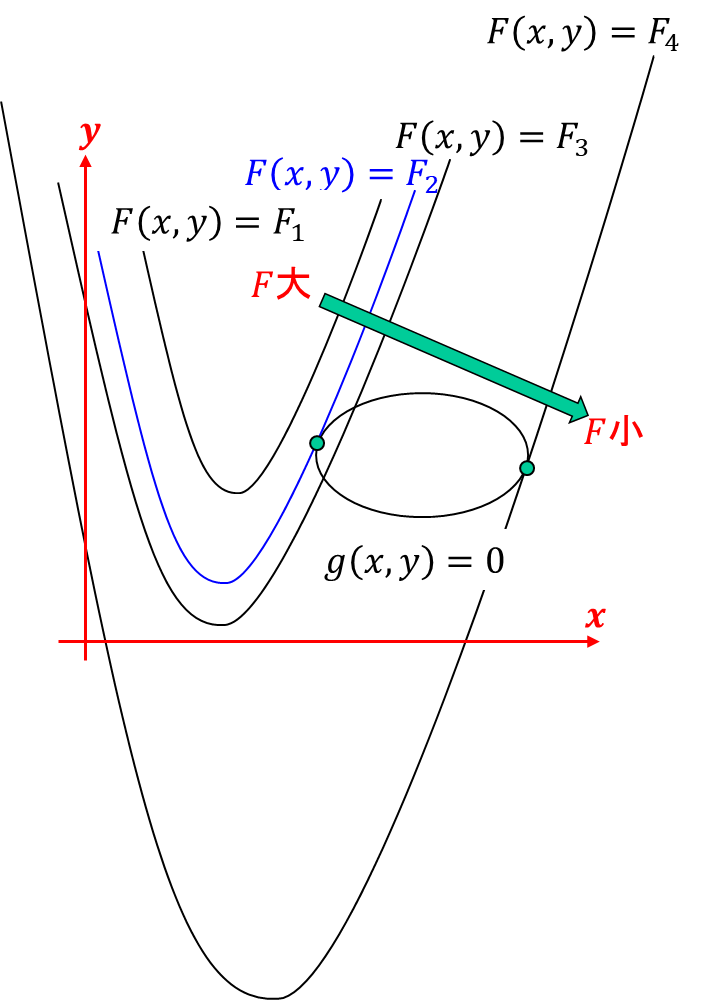 F(x, y) = F₄
y
F(x, y) = F₃
F(x, y) = F₂
F(x, y) = F₁
F大
F小
g(x, y) = 0
x